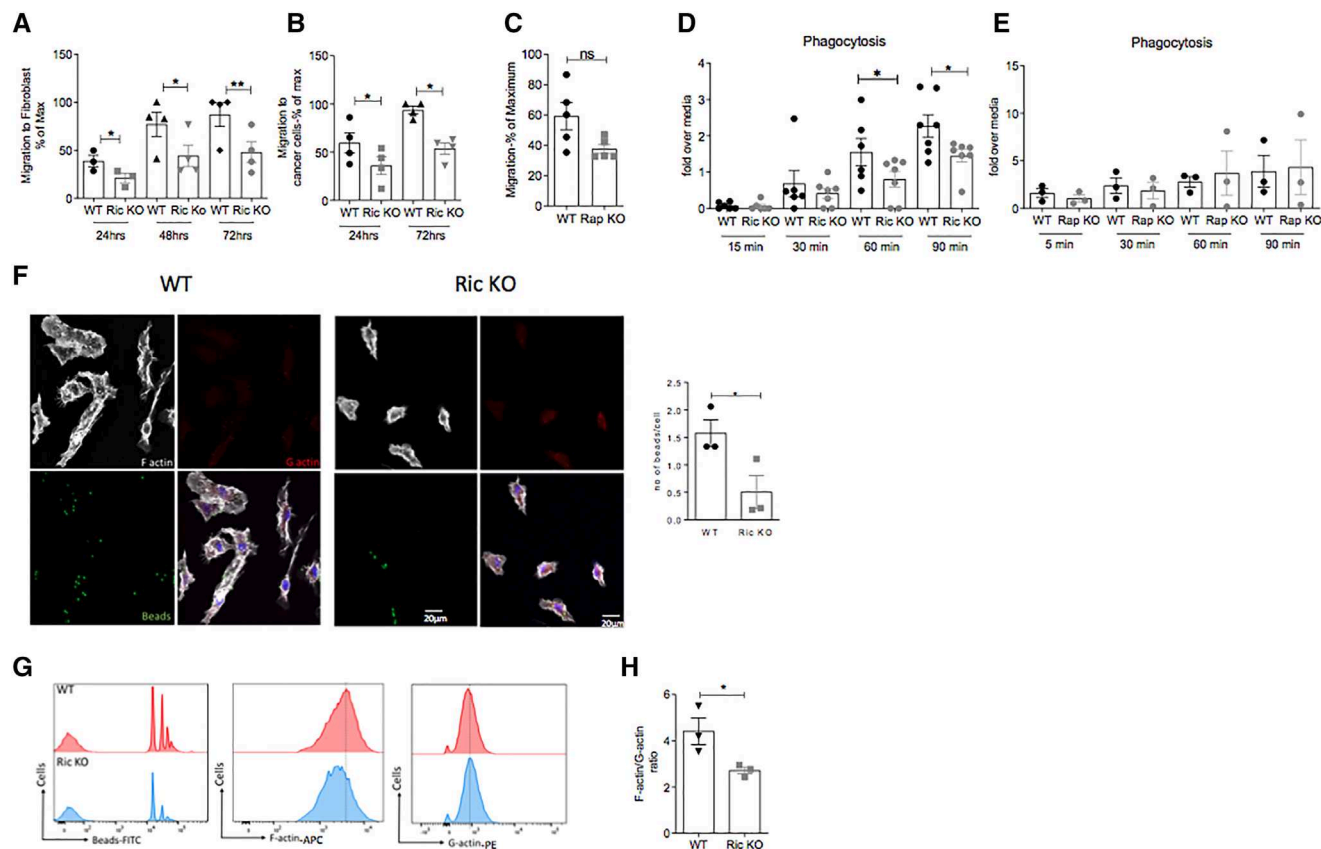 A
Migration to Fibroblast
% of Max
150
100
50
0
*
*
**
WT Ric KO WT Ric Ko WT Ric KO
24hrs 48hrs 72hrs
B
Migration to
cancer cells-% of max
150
100
50
0
*
*
WT Ric KO WT Ric KO
24hrs 72hrs
C
Migration-% of Maximum
100
80
60
40
20
0
ns
WT Rap KO
D
Phagocytosis
fold over media
4
3
2
1
0
*
*
WT Ric KO WT Ric KO WT Ric KO WT Ric KO
15 min 30 min 60 min 90 min
E
Phagocytosis
fold over media
15
10
5
0
WT Rap KO WT Rap KO WT Rap KO WT Rap KO
5 min 30 min 60 min 90 min
F
WT Ric KO
F actin
G actin
Beads
20μm
20μm
no of beads/cell
2.5
2.0
1.5
1.0
0.5
0.0
*
WT Ric KO
G
WT
Ric KO
Cells
Beads-FITC
Cells
F-actin-APC
Cells
G-actin-PE
H
F-actin/G-actin
ratio
6
4
2
0
*
WT Ric KO